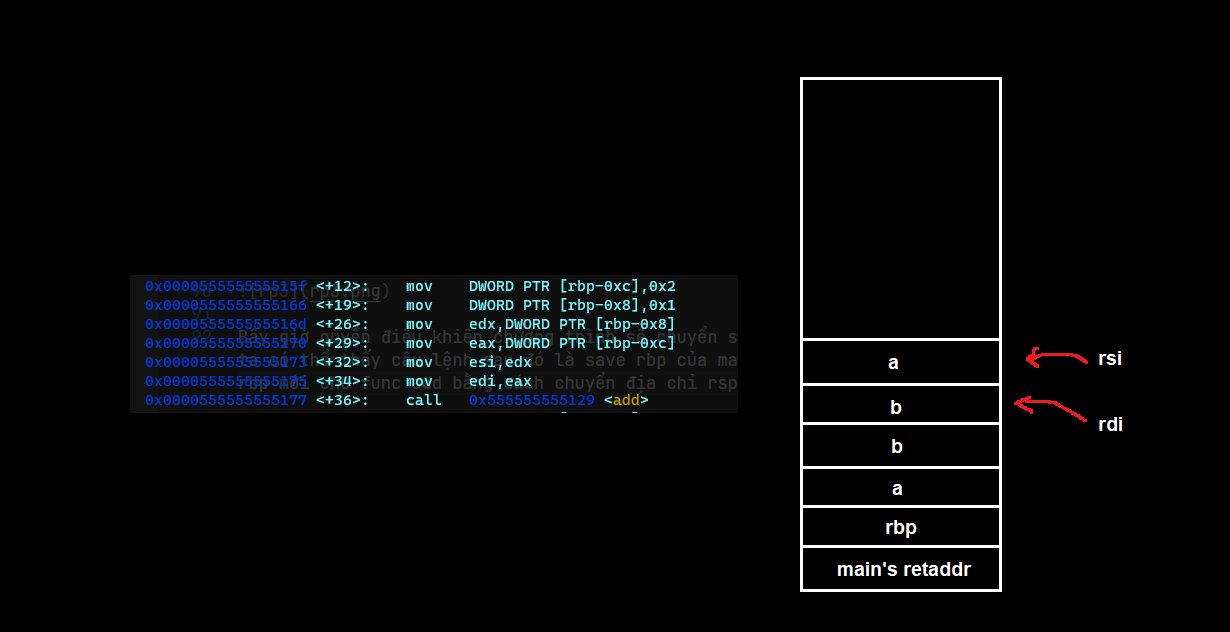 0x000055555555515f <+12>: mov DWORD PTR [rbp-0xc],0x2
0x0000555555555166 <+19>: mov DWORD PTR [rbp-0x8],0x1
0x000055555555516d <+26>: mov edx,DWORD PTR [rbp-0x8]
0x0000555555555170 <+29>: mov eax,DWORD PTR [rbp-0xc]
0x0000555555555173 <+32>: mov esi,edx
0x0000555555555175 <+34>: mov edi,eax
0x0000555555555177 <+36>: call 0x555555555129 <add>
a
rsi
b
rdi
b
a
rbp
main's retaddr